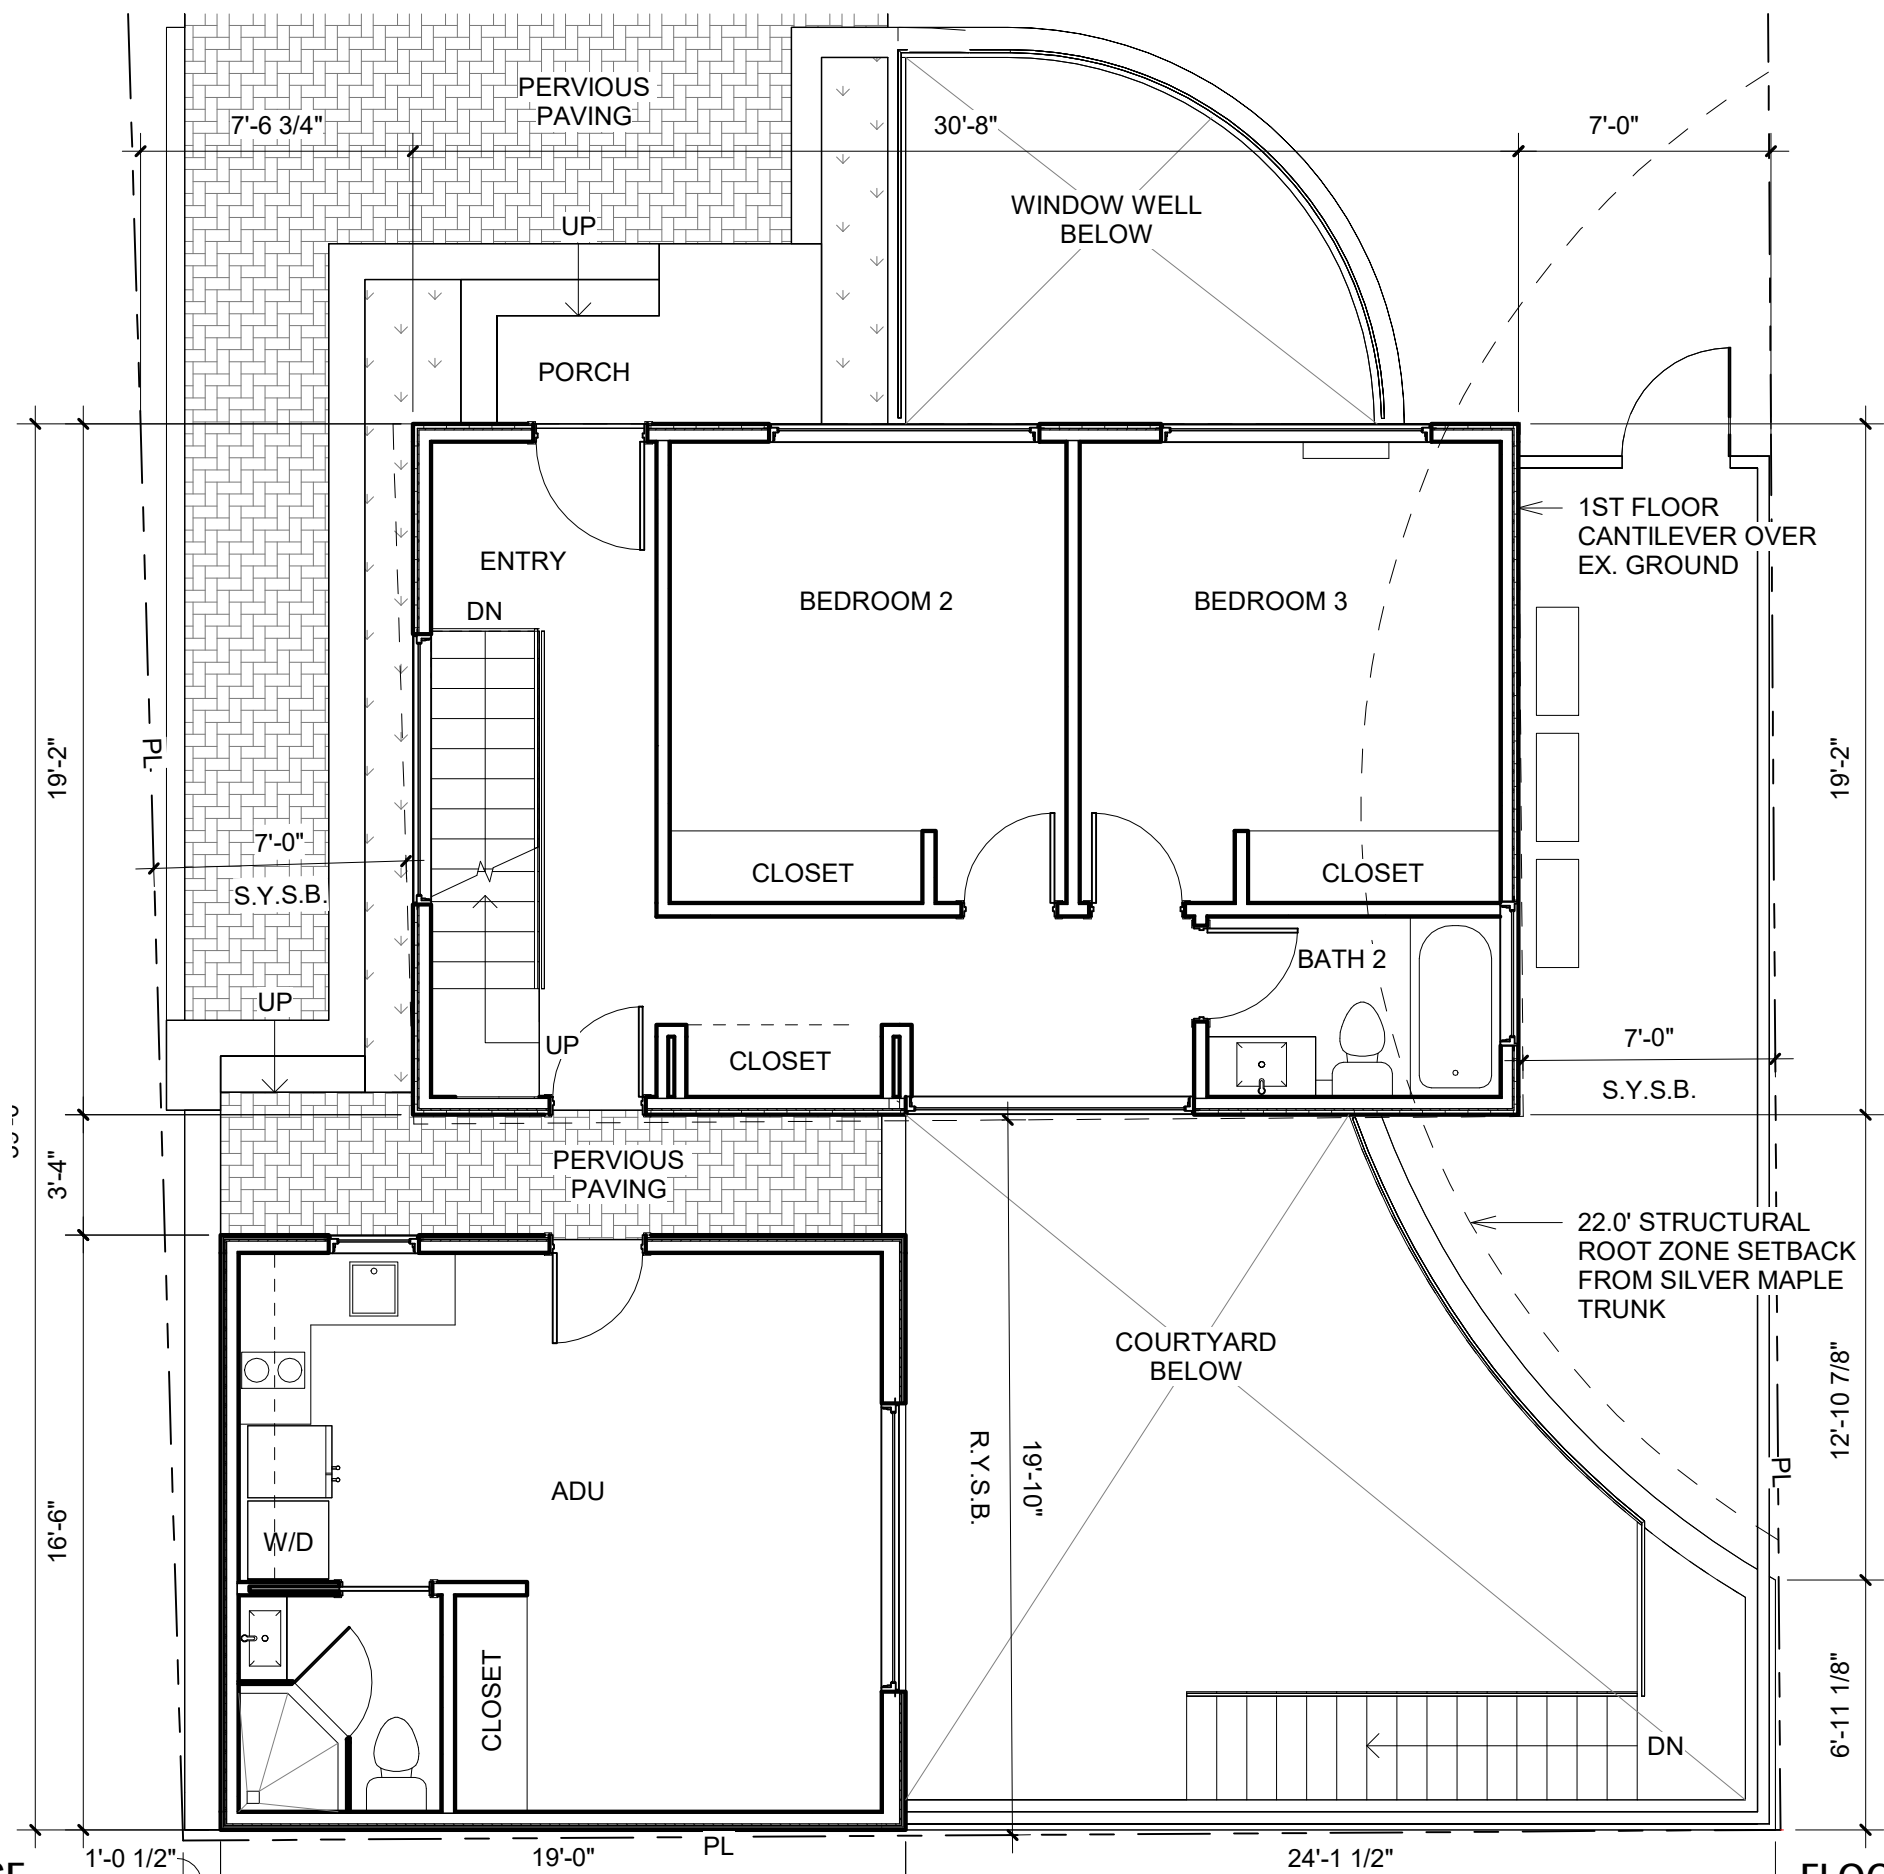 PERVIOUS
PAVING
7'-6 3/4"
30'-8"
7'-0"
WINDOW WELL
BELOW
UP
PORCH
1ST FLOOR
CANTILEVER OVER
EX. GROUND
ENTRY
DN
BEDROOM 2
BEDROOM 3
19'-2"
PL
19'-2"
7'-0"
S.Y.S.B.
CLOSET
CLOSET
BATH 2
UP
UP
CLOSET
7'-0"
S.Y.S.B.
3'-4"
PERVIOUS
PAVING
22.0' STRUCTURAL
ROOT ZONE SETBACK
FROM SILVER MAPLE
TRUNK
COURTYARD
BELOW
12'-10 7/8"
PL
R.Y.S.B.
19'-10"
ADU
16'-6"
W/D
CLOSET
6'-11 1/8"
DN
PL
1'-0 1/2"
19'-0"
24'-1 1/2"